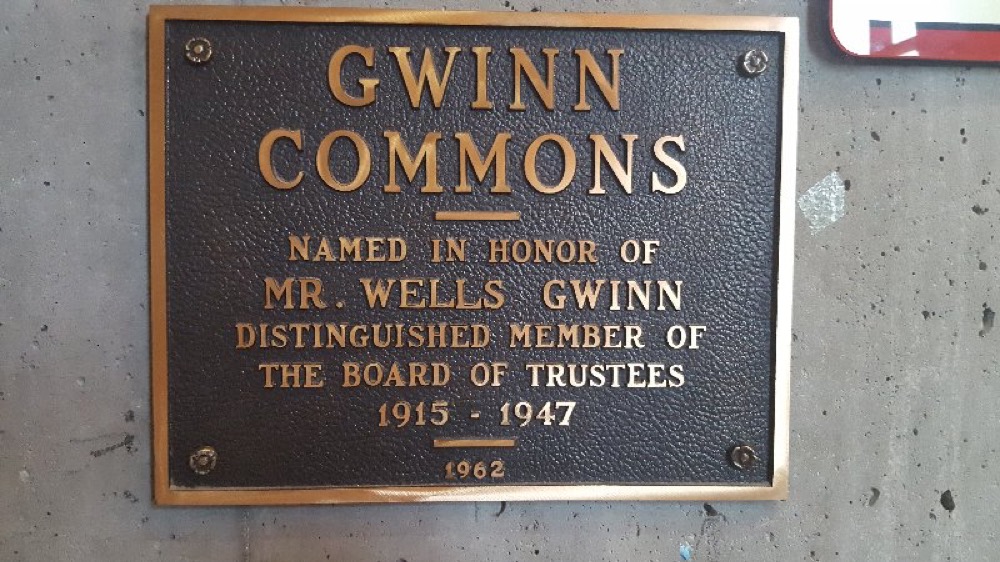 GWINN
COMMONS
NAMED IN HONOR OF
MR. WELLS GWINN
DISTINGUISHED MEMBER OF
THE BOARD OF TRUSTEES
1915 - 1947
1962